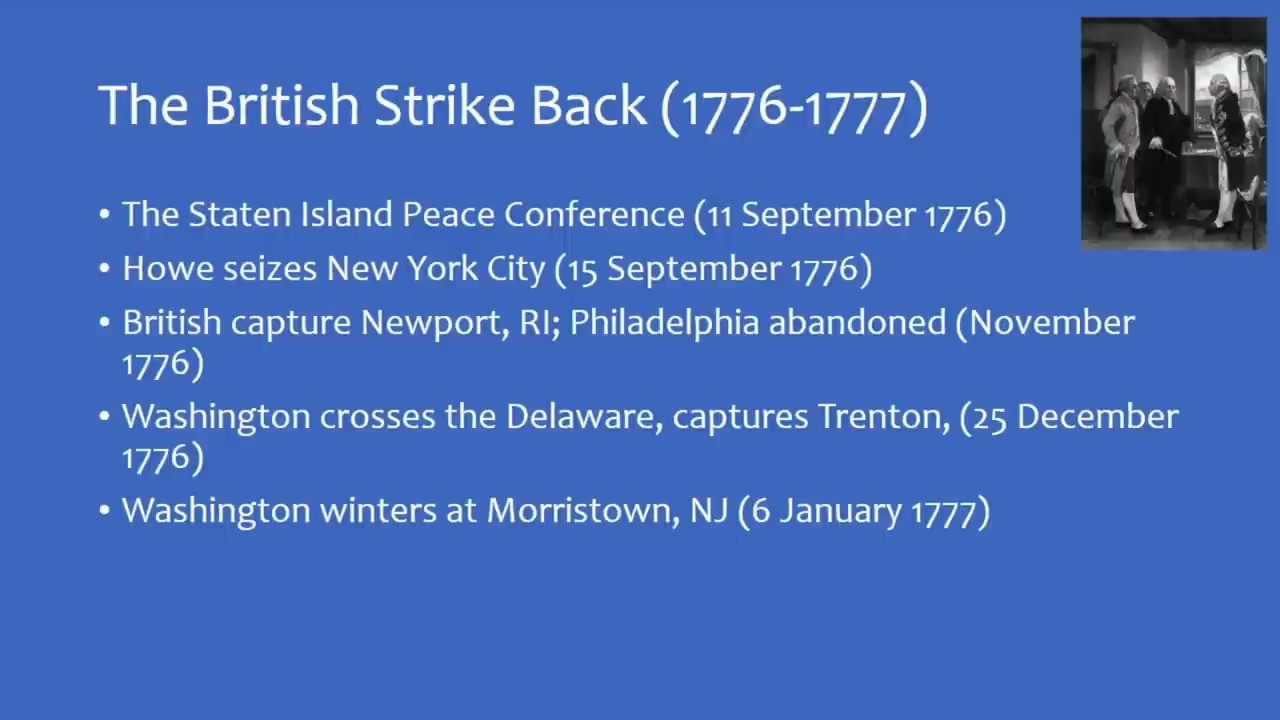 The British Strike Back (1776-1777)
• The Staten Island Peace Conference (11 September 1776)
• Howe seizes New York City (15 September 1776)
• British capture Newport, RI; Philadelphia abandoned (November
1776)
• Washington crosses the Delaware, captures Trenton, (25 December
1776)
• Washington winters at Morristown, NJ (6 January 1777)